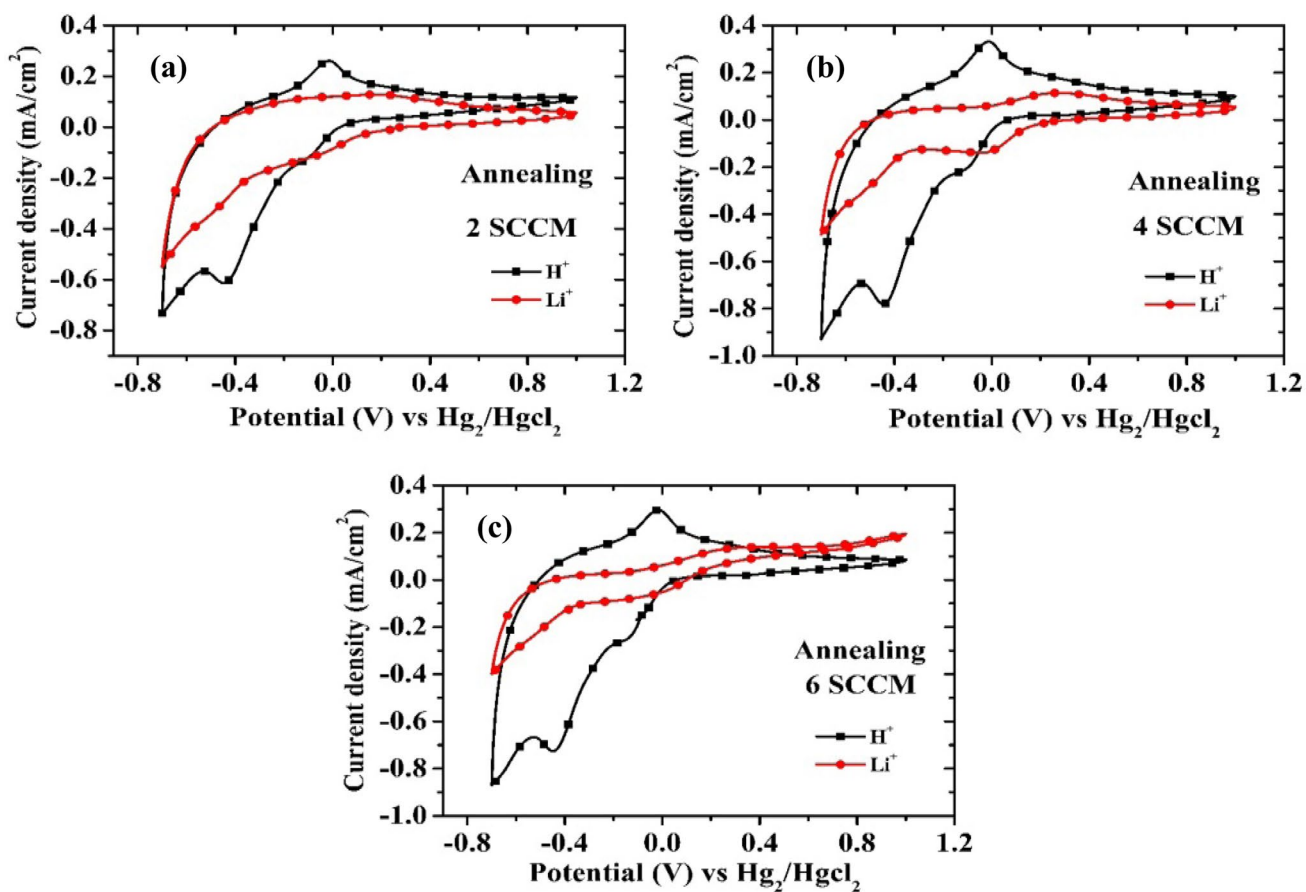 (a)
0.4
0.2
0.0
-0.2
-0.4
-0.6
-0.8
Current density (mA/cm²)
Annealing
2 SCCM
H⁺
Li⁺
-0.8 -0.4 0.0 0.4 0.8 1.2
Potential (V) vs Hg₂/Hgcl₂
(b)
0.4
0.2
0.0
-0.2
-0.4
-0.6
-0.8
-1.0
Current density (mA/cm²)
Annealing
4 SCCM
H⁺
Li⁺
-0.8 -0.4 0.0 0.4 0.8 1.2
Potential (V) vs Hg₂/Hgcl₂
(c)
0.4
0.2
0.0
-0.2
-0.4
-0.6
-0.8
-1.0
Current density (mA/cm²)
Annealing
6 SCCM
H⁺
Li⁺
-0.8 -0.4 0.0 0.4 0.8 1.2
Potential (V) vs Hg₂/Hgcl₂